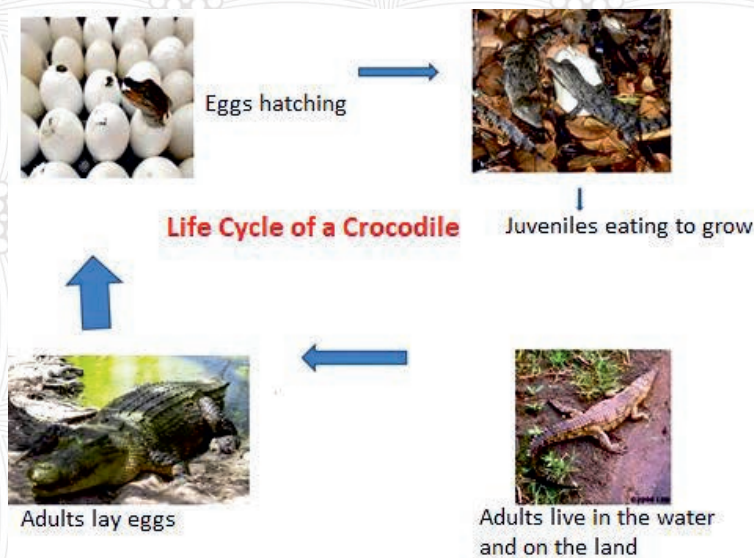 Eggs hatching
Life Cycle of a Crocodile
Juveniles eating to grow
Adults lay eggs
Adults live in the water
and on the land